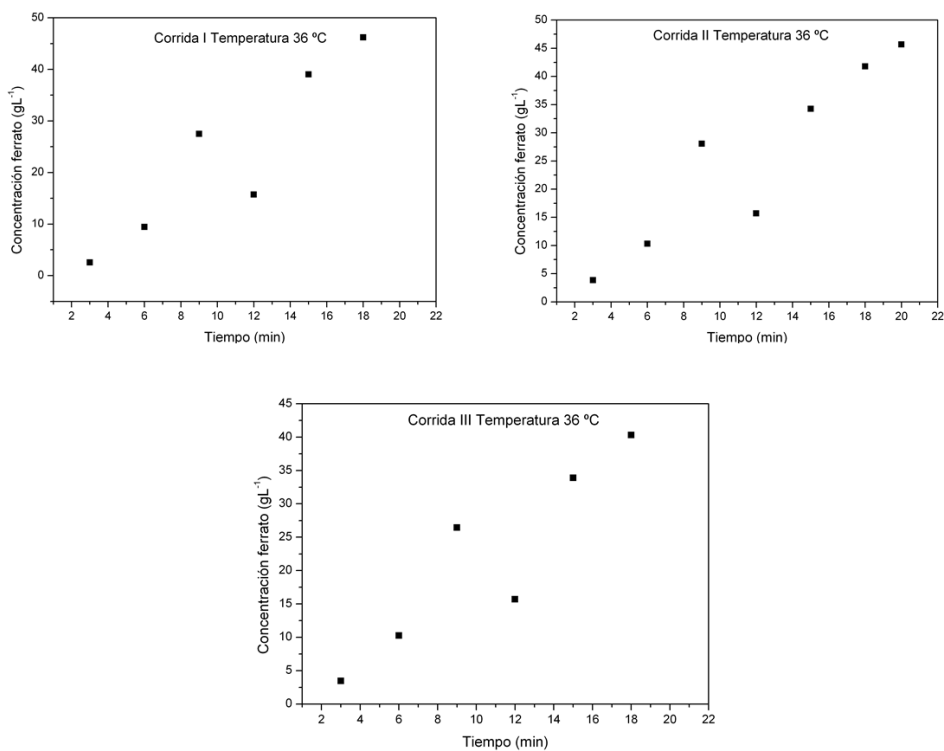 Corrida I Temperatura 36 ºC
Concentración ferrato (gL⁻¹)
50
40
30
20
10
0
2 4 6 8 10 12 14 16 18 20 22
Tiempo (min)
Corrida II Temperatura 36 ºC
Concentración ferrato (gL⁻¹)
50
45
40
35
30
25
20
15
10
5
0
2 4 6 8 10 12 14 16 18 20 22
Tiempo (min)
Corrida III Temperatura 36 ºC
Concentración ferrato (gL⁻¹)
45
40
35
30
25
20
15
10
5
0
2 4 6 8 10 12 14 16 18 20 22
Tiempo (min)